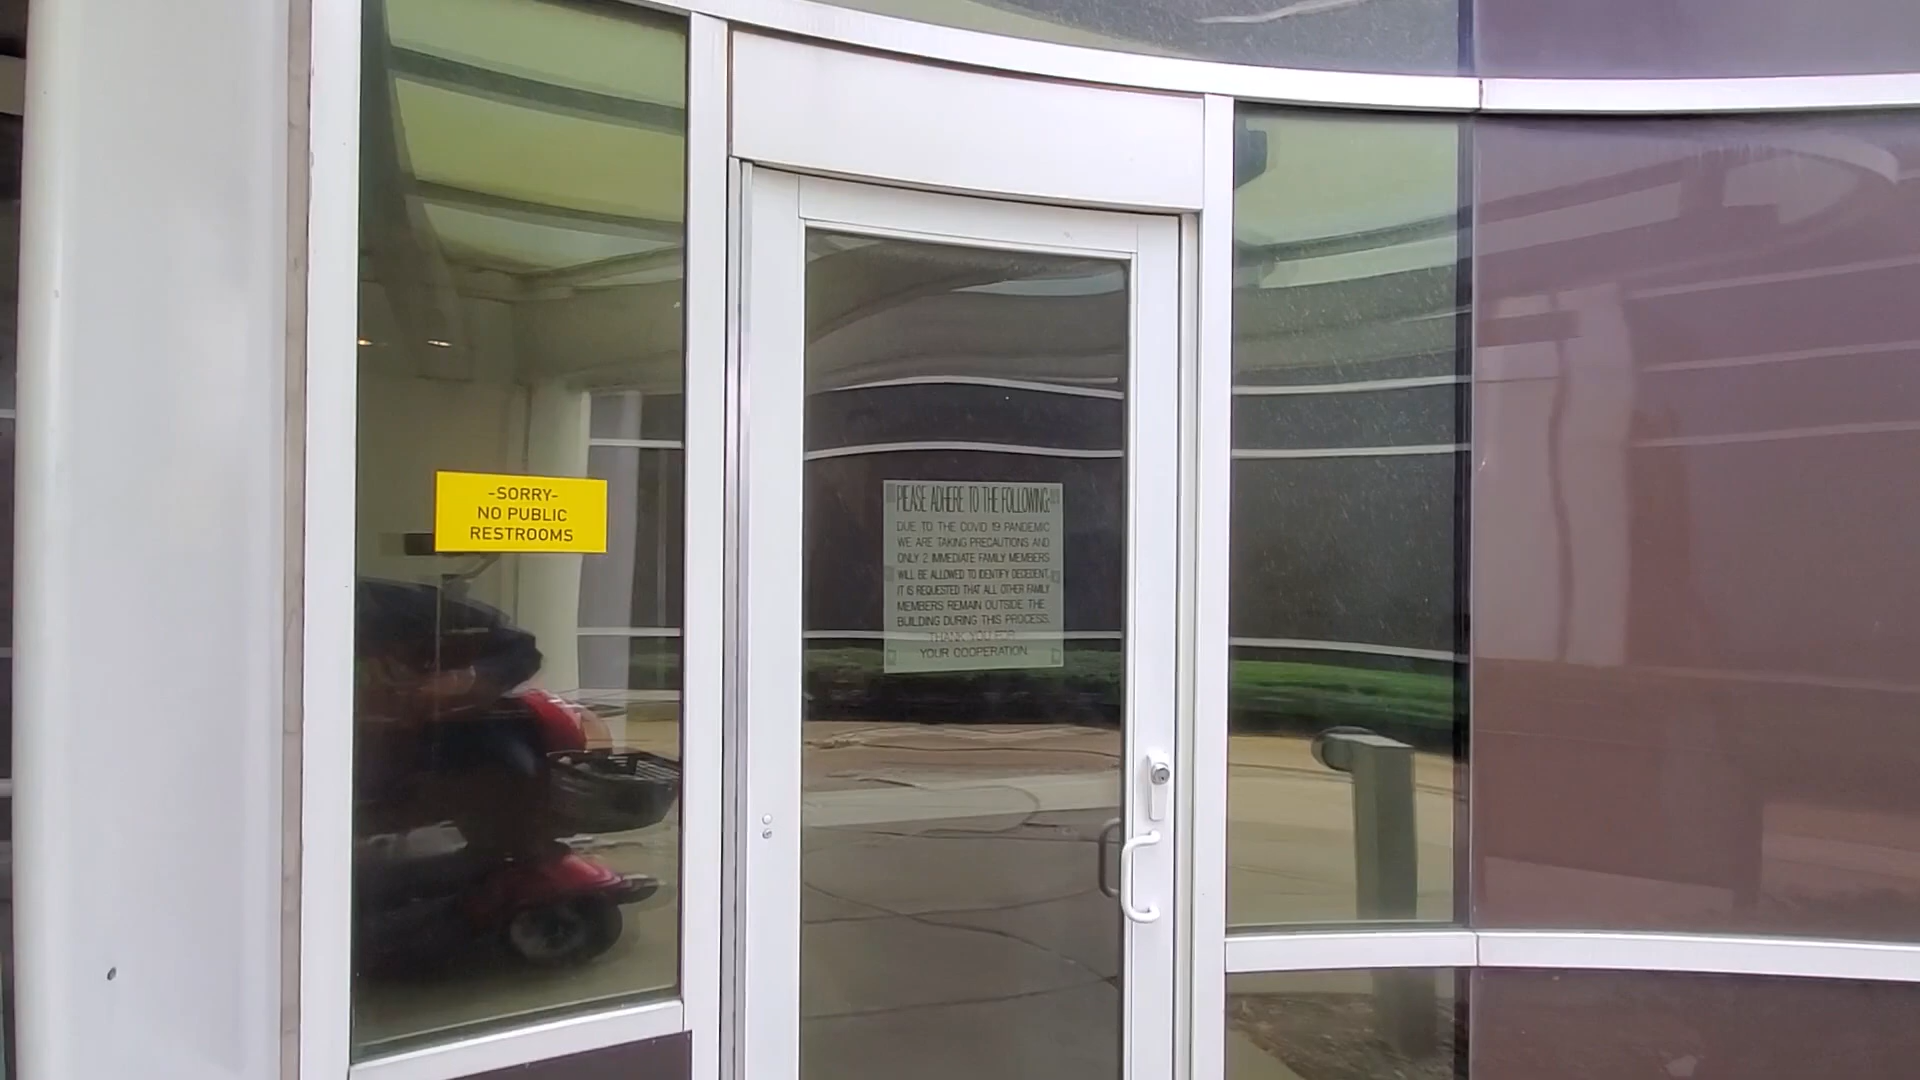 -SORRY-
NO PUBLIC
RESTROOMS
PLEASE ADHERE TO THE FOLLOWING:
DUE TO THE COVID 19 PANDEMIC
WE ARE TAKING PRECAUTIONS AND
ONLY 2 IMMEDIATE FAMILY MEMBERS
WILL BE ALLOWED TO IDENTIFY DECEDENT.
IT IS REQUESTED THAT ALL OTHER FAMILY
MEMBERS REMAIN OUTSIDE THE
BUILDING DURING THIS PROCESS.
THANK YOU FOR
YOUR COOPERATION.